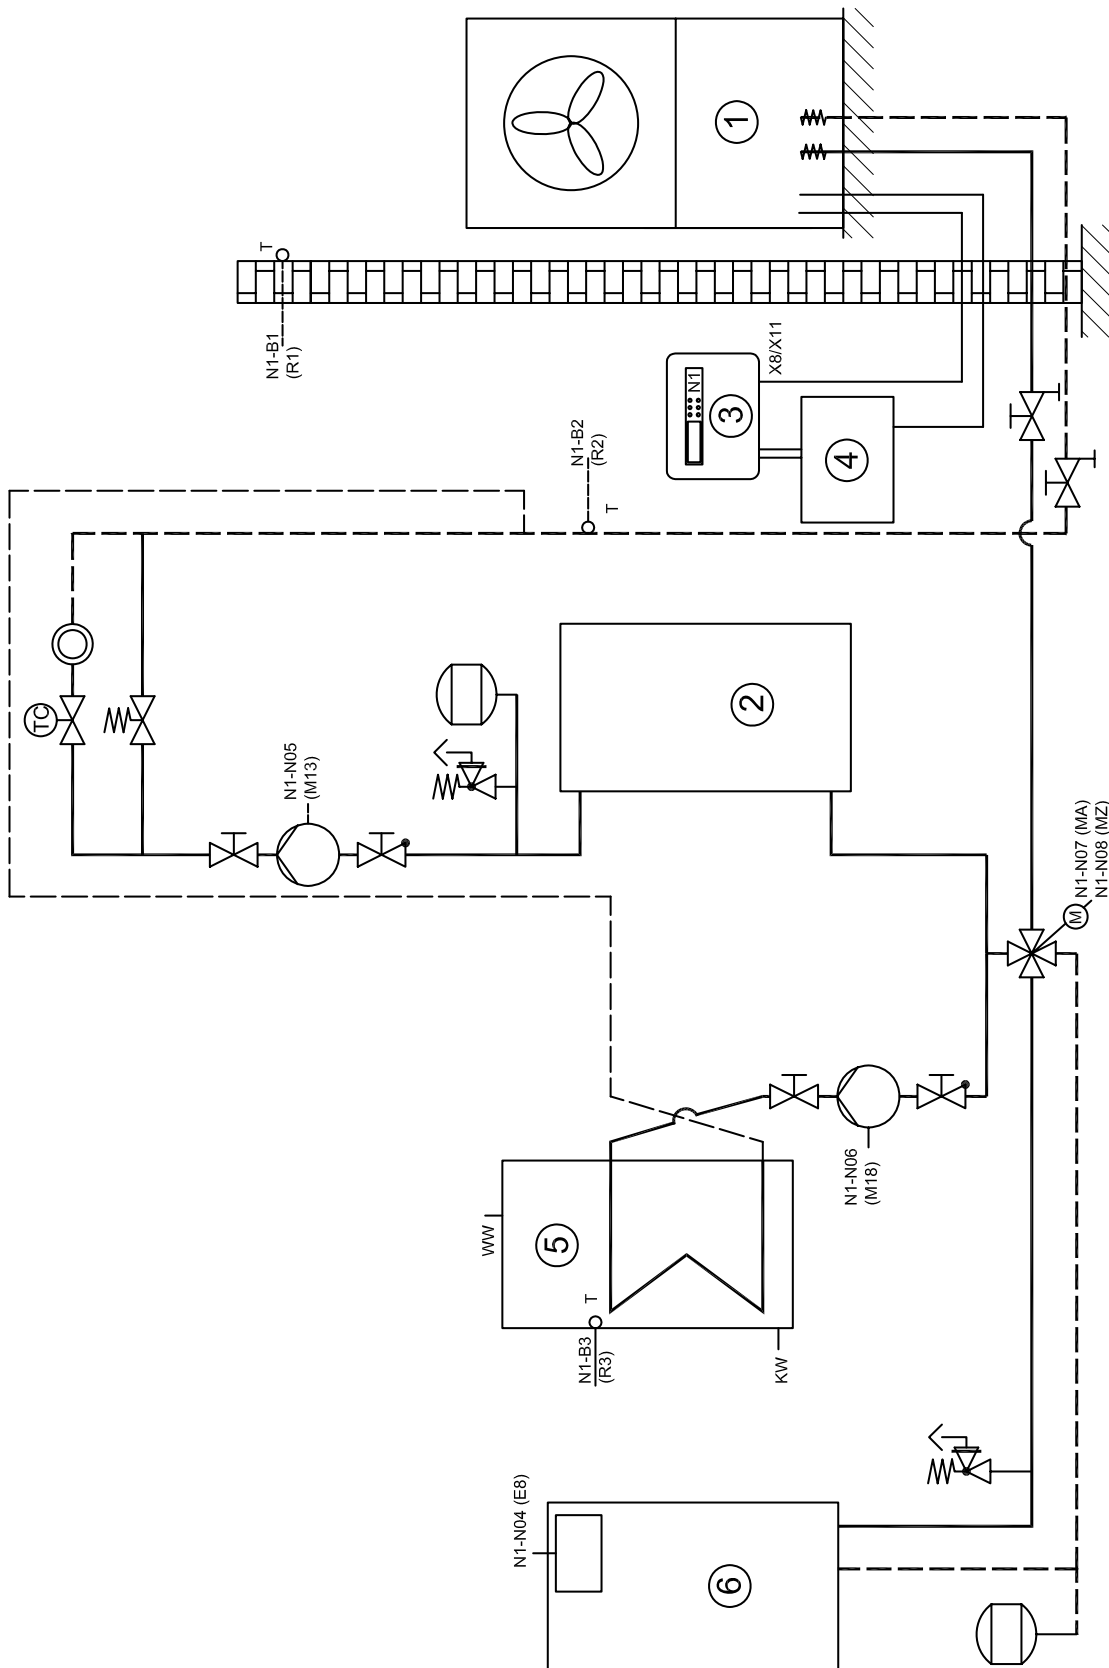 1
T
N1-B1
(R1)
X8/X11
N1
3
4
N1-B2
(R2)
T
TC
2
N1-N05
(M13)
M
N1-N07 (MA)
N1-N08 (MZ)
N1-N06
(M18)
WW
5
T
N1-B3
(R3)
KW
N1-N04 (E8)
6